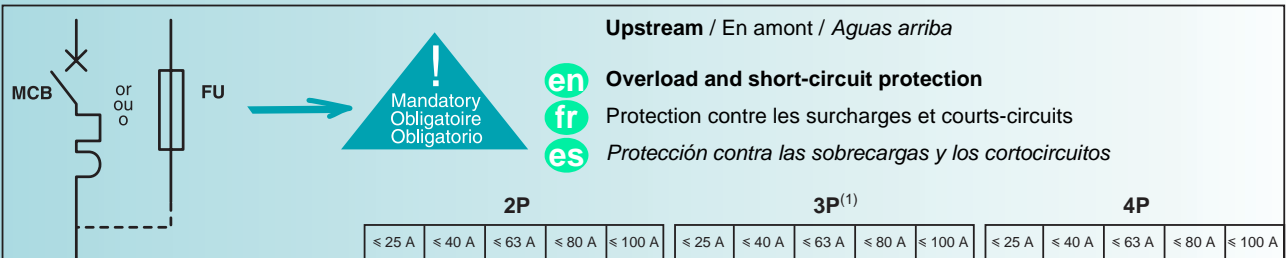 Upstream / En amont / Aguas arriba
MCB
or
ou
o
FU
!
Mandatory
Obligatoire
Obligatorio
en Overload and short-circuit protection
fr Protection contre les surcharges et courts-circuits
es Protección contra las sobrecargas y los cortocircuitos
2P 3P(1) 4P
≤ 25 A ≤ 40 A ≤ 63 A ≤ 80 A ≤ 100 A ≤ 25 A ≤ 40 A ≤ 63 A ≤ 80 A ≤ 100 A ≤ 25 A ≤ 40 A ≤ 63 A ≤ 80 A ≤ 100 A